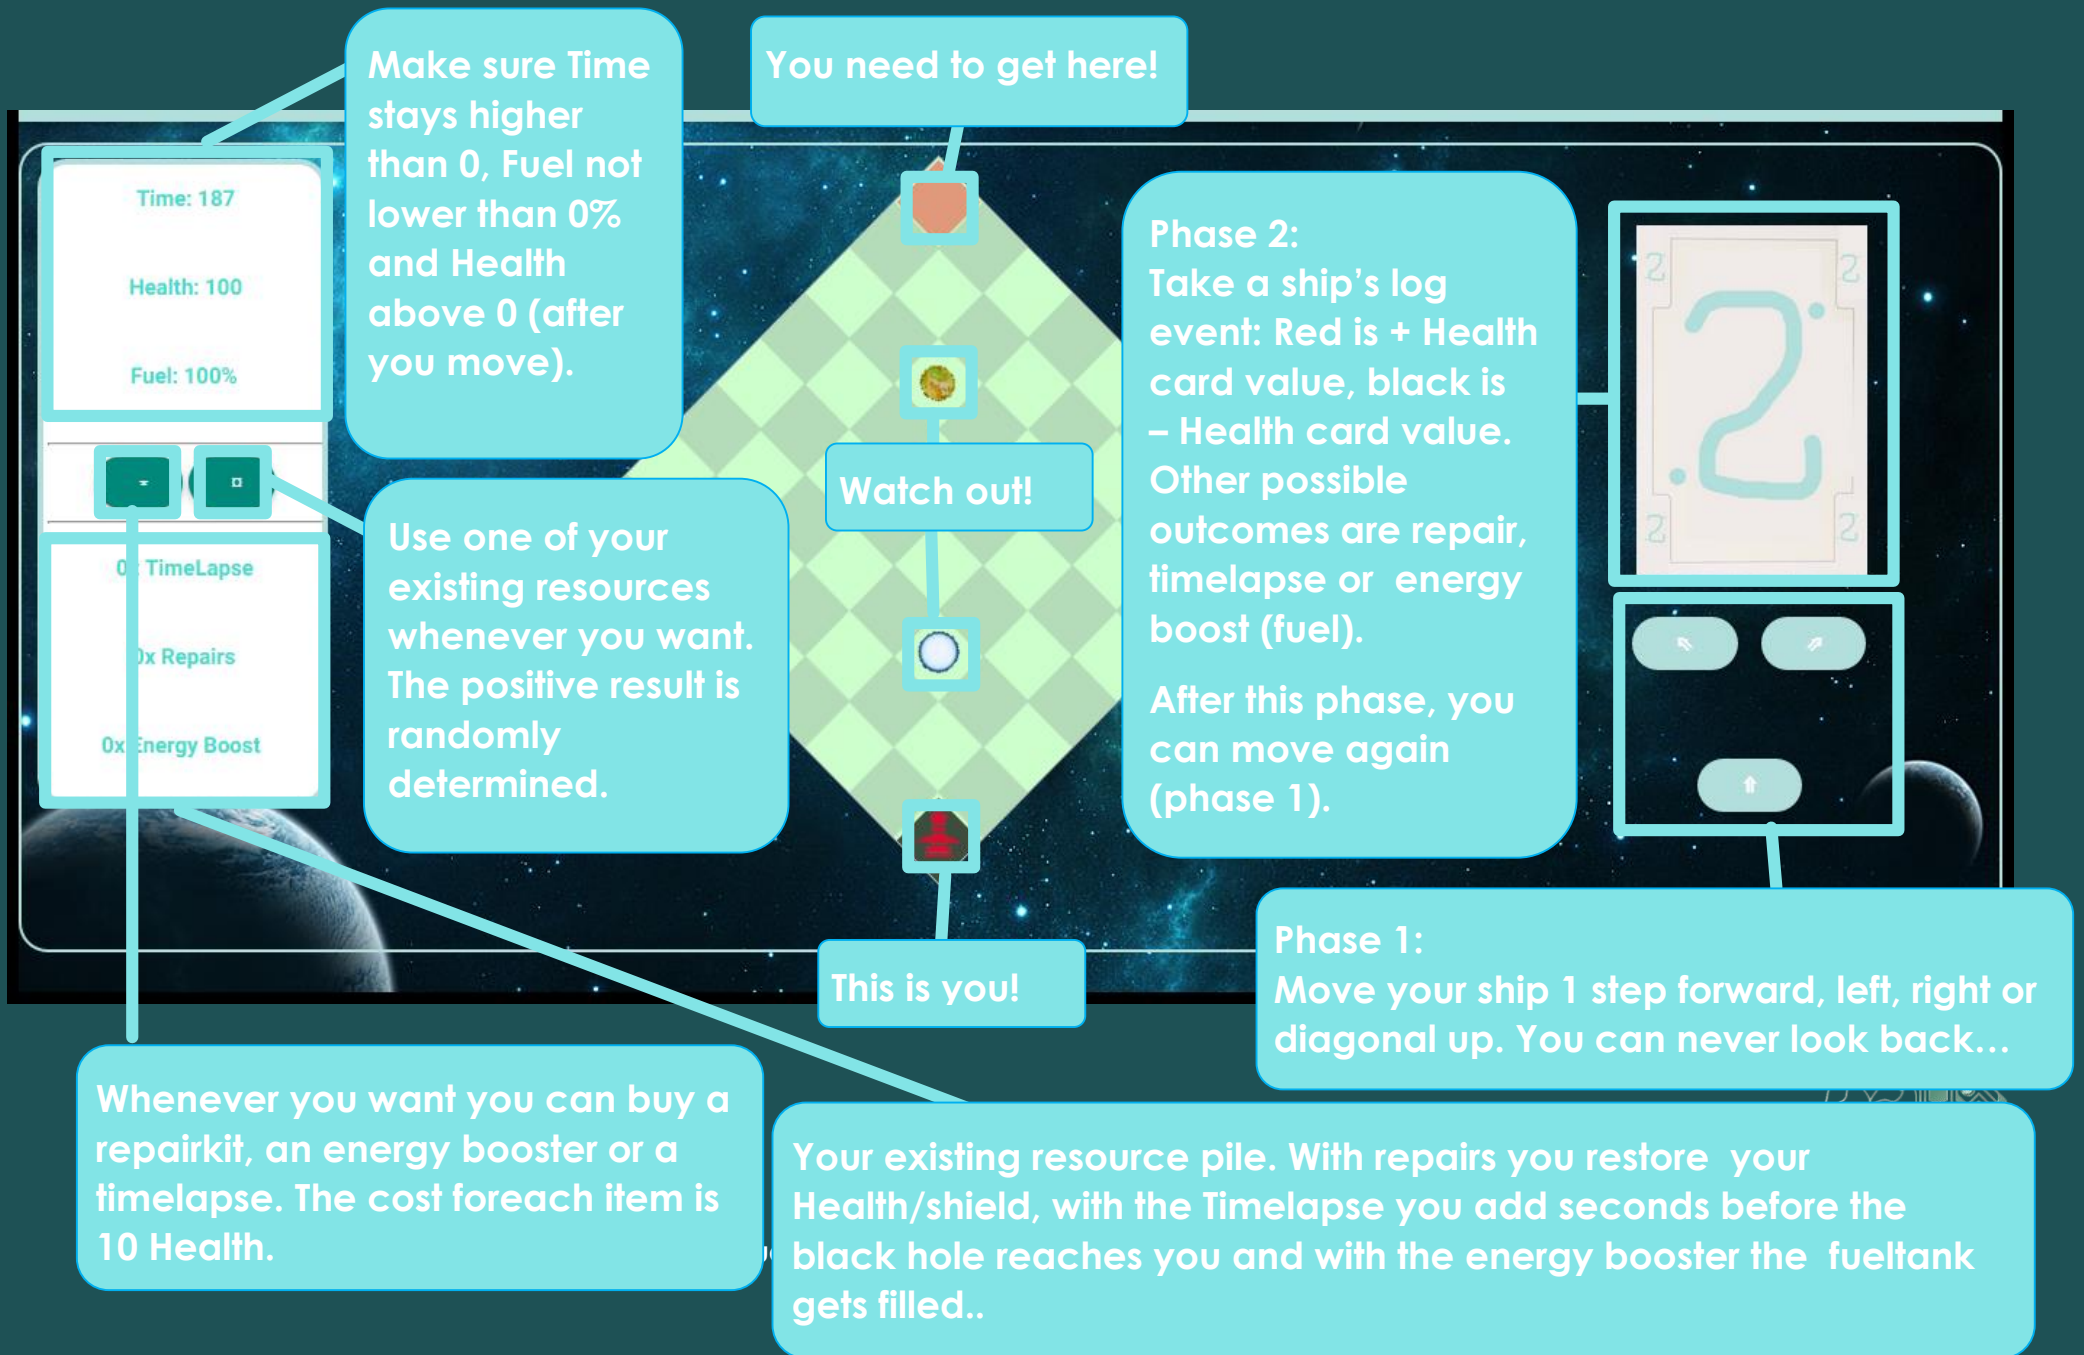 Make sure Time
stays higher
than 0, Fuel not
lower than 0%
and Health
above 0 (after
you move).
You need to get here!
Time: 187
Health: 100
Fuel: 100%
Phase 2:
Take a ship’s log
event: Red is + Health
card value, black is
– Health card value.
Other possible
outcomes are repair,
timelapse or energy
boost (fuel).
After this phase, you
can move again
(phase 1).
2 2
2
2 2
Watch out!
Use one of your
existing resources
whenever you want.
The positive result is
randomly
determined.
0 TimeLapse
0x Repairs
0x Energy Boost
This is you!
Phase 1:
Move your ship 1 step forward, left, right or
diagonal up. You can never look back…
Whenever you want you can buy a
repairkit, an energy booster or a
timelapse. The cost foreach item is
10 Health.
Your existing resource pile. With repairs you restore your
Health/shield, with the Timelapse you add seconds before the
black hole reaches you and with the energy booster the fueltank
gets filled..